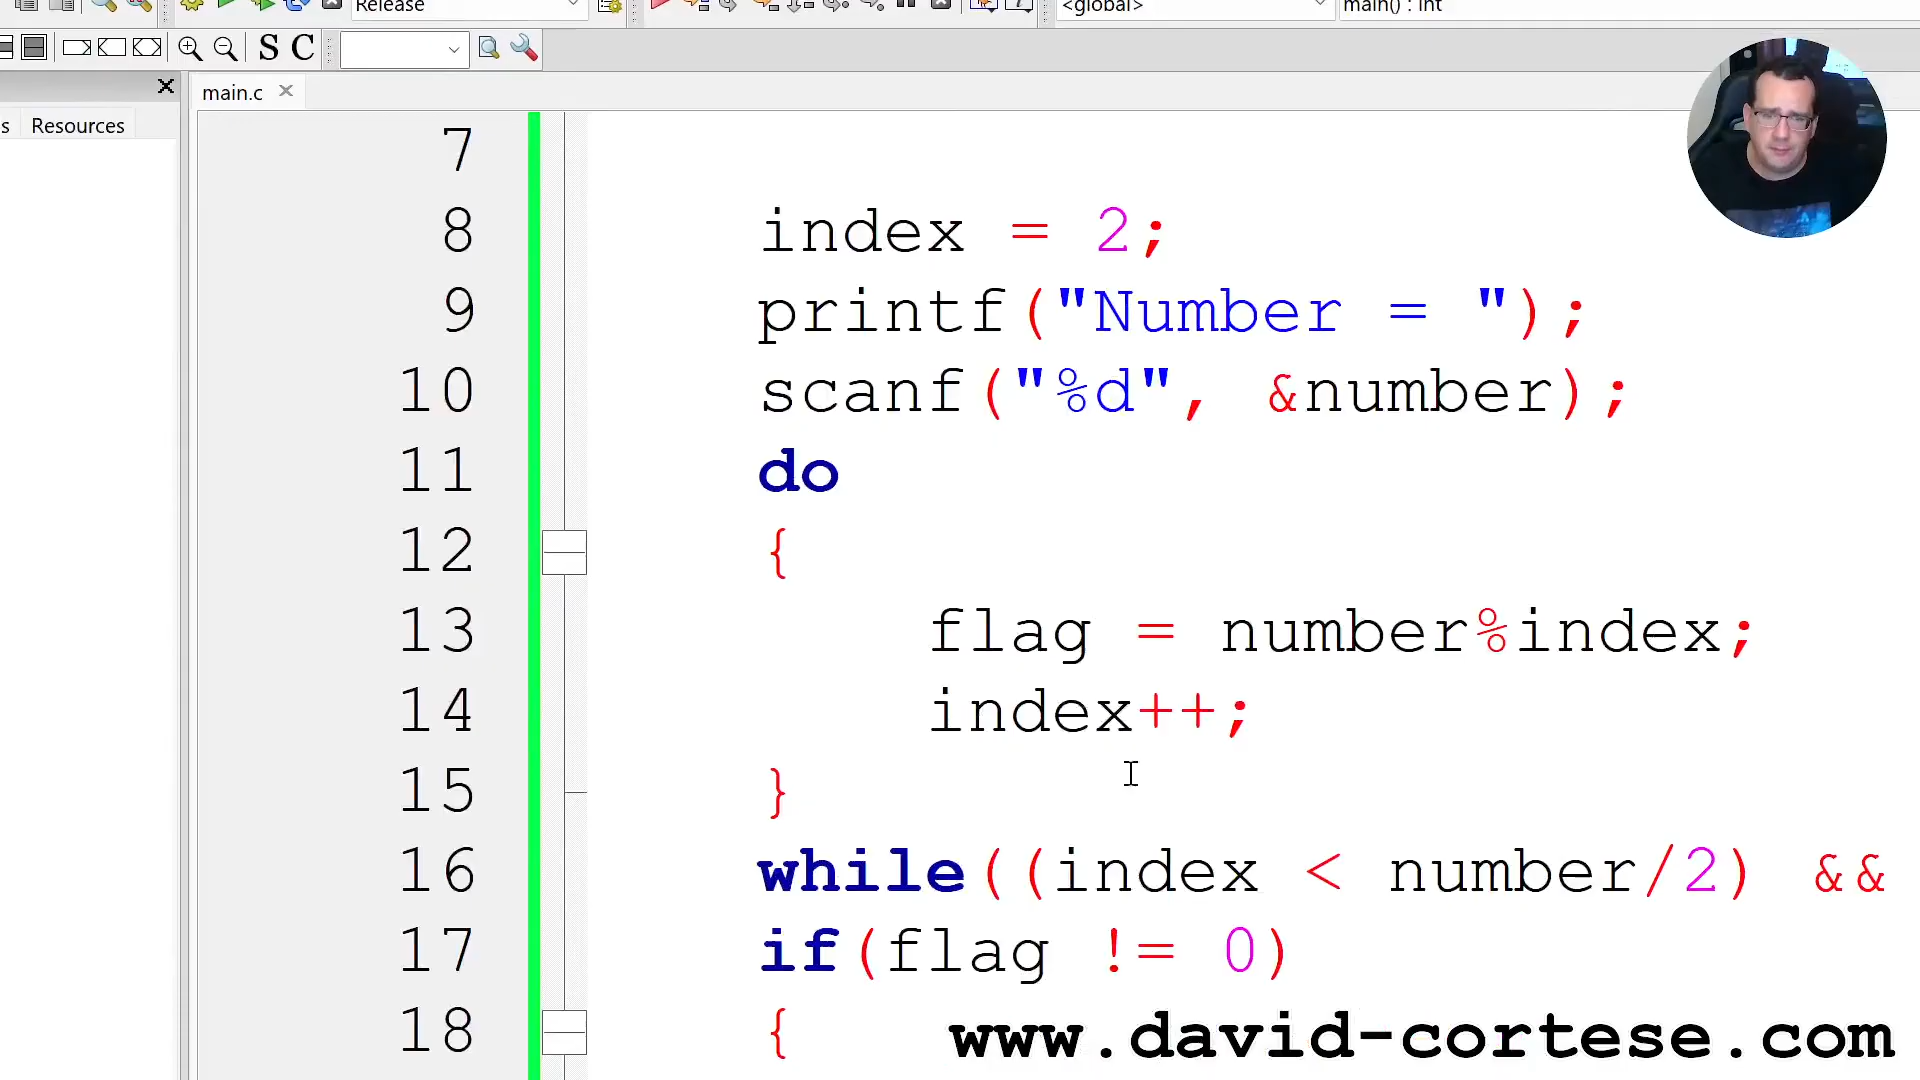 Release
<global>
main() : int
S C
main.c
s Resources
7
8 index = 2;
9 printf("Number = ");
10 scanf("%d", &number);
11 do
12 {
13 flag = number%index;
14 index++;
15 }
16 while((index < number/2) &&
17 if(flag != 0)
18 {
www.david-cortese.com